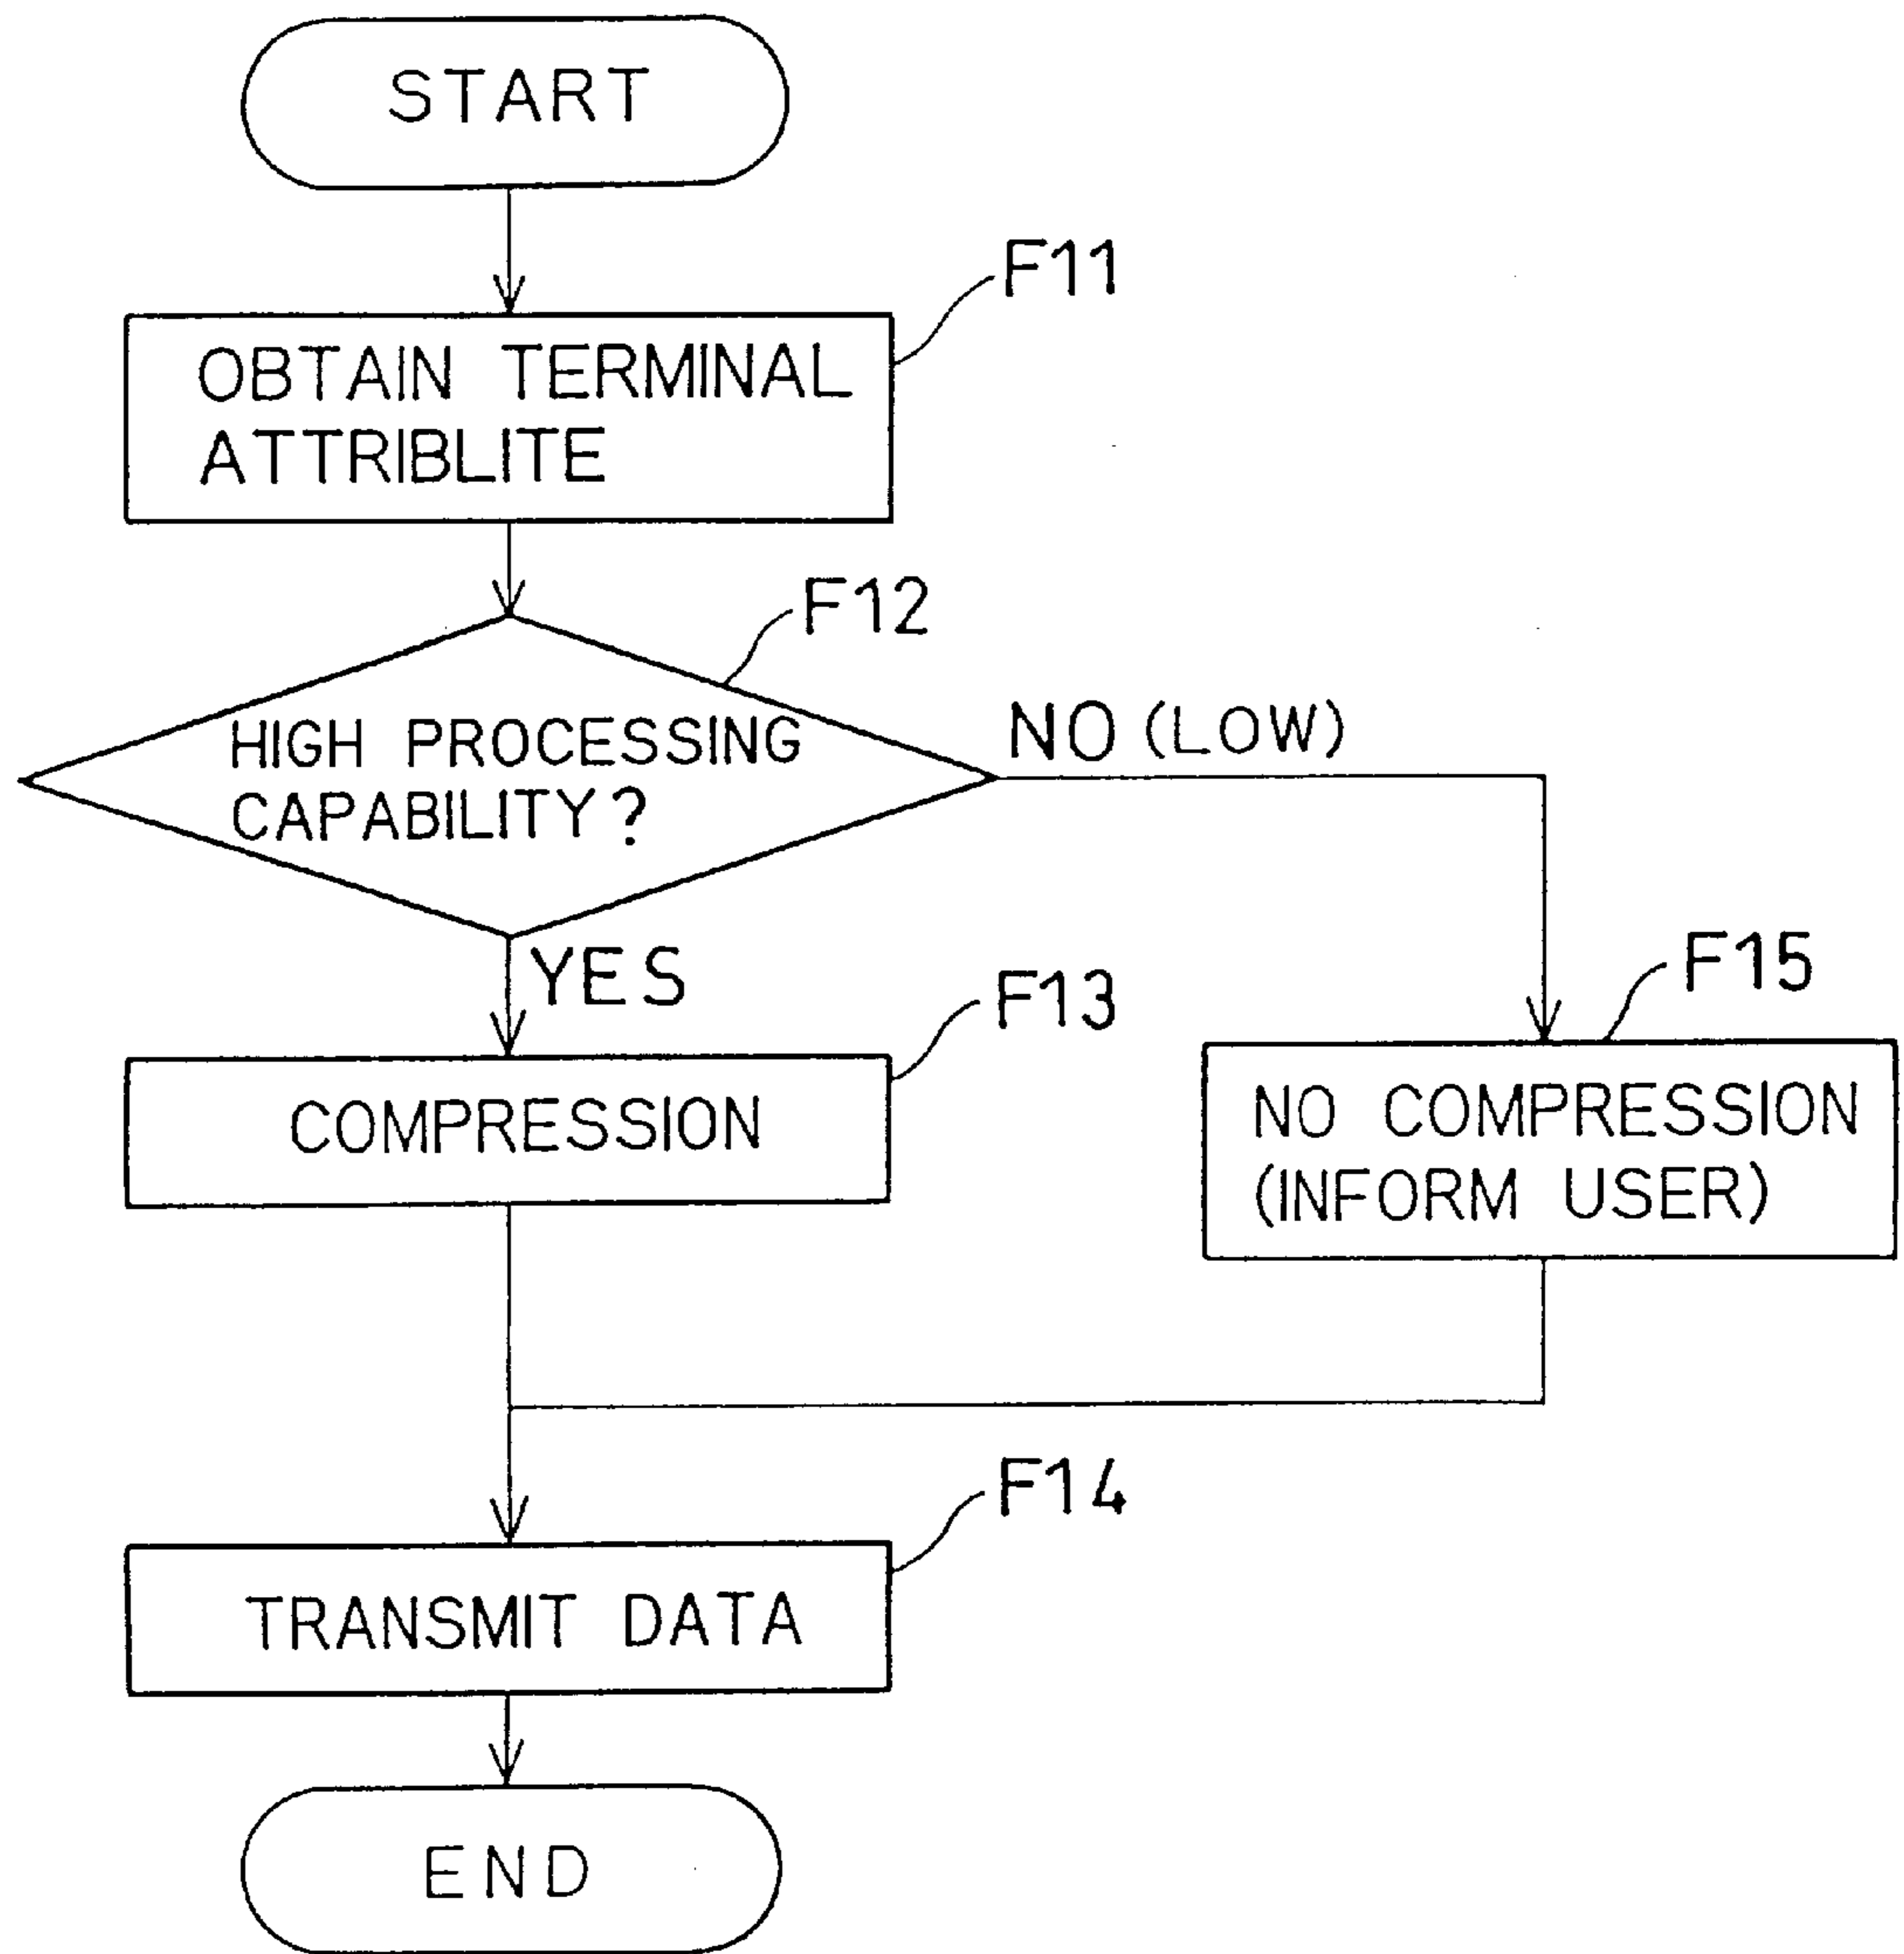 START
F11
OBTAIN TERMINAL
ATTRIBLITE
F12
HIGH PROCESSING
CAPABILITY?
NO (LOW)
YES
F13
F15
COMPRESSION
NO COMPRESSION
(INFORM USER)
F14
TRANSMIT DATA
END